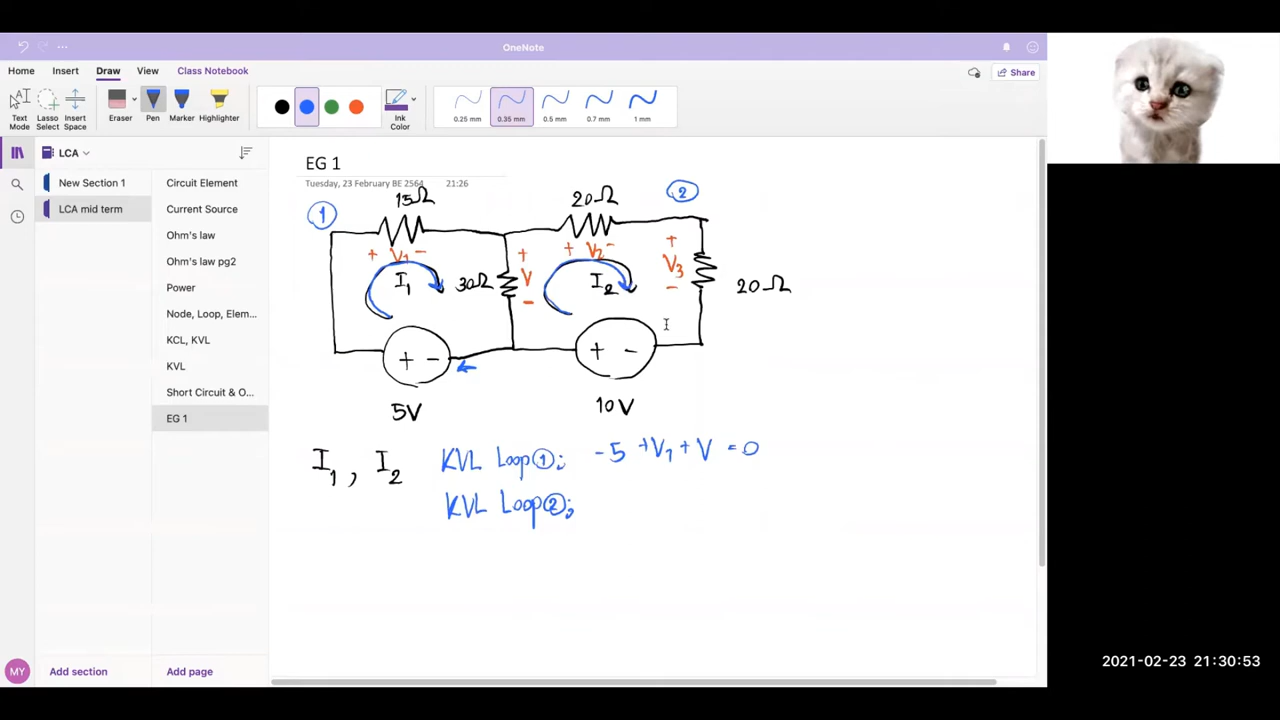 OneNote
Home Insert Draw View Class Notebook
Share
Text Mode
Lasso Select
Insert Space
Eraser
Pen
Marker
Highlighter
Ink Color
0.25 mm 0.35 mm 0.5 mm 0.7 mm 1 mm
LCA
New Section 1
LCA mid term
Circuit Element
Current Source
Ohm's law
Ohm's law pg2
Power
Node, Loop, Elem...
KCL, KVL
KVL
Short Circuit & O...
EG 1
EG 1
Tuesday, 23 February BE 2564 21:26
15Ω 20Ω 2
1
+ V1 - + + V2 - +
I1 30Ω V I2 V3 20Ω
- -
+ - + -
5V 10V
I1 , I2 KVL Loop①; -5 +V1 + V = 0
KVL Loop②;
MY Add section Add page
2021-02-23 21:30:53